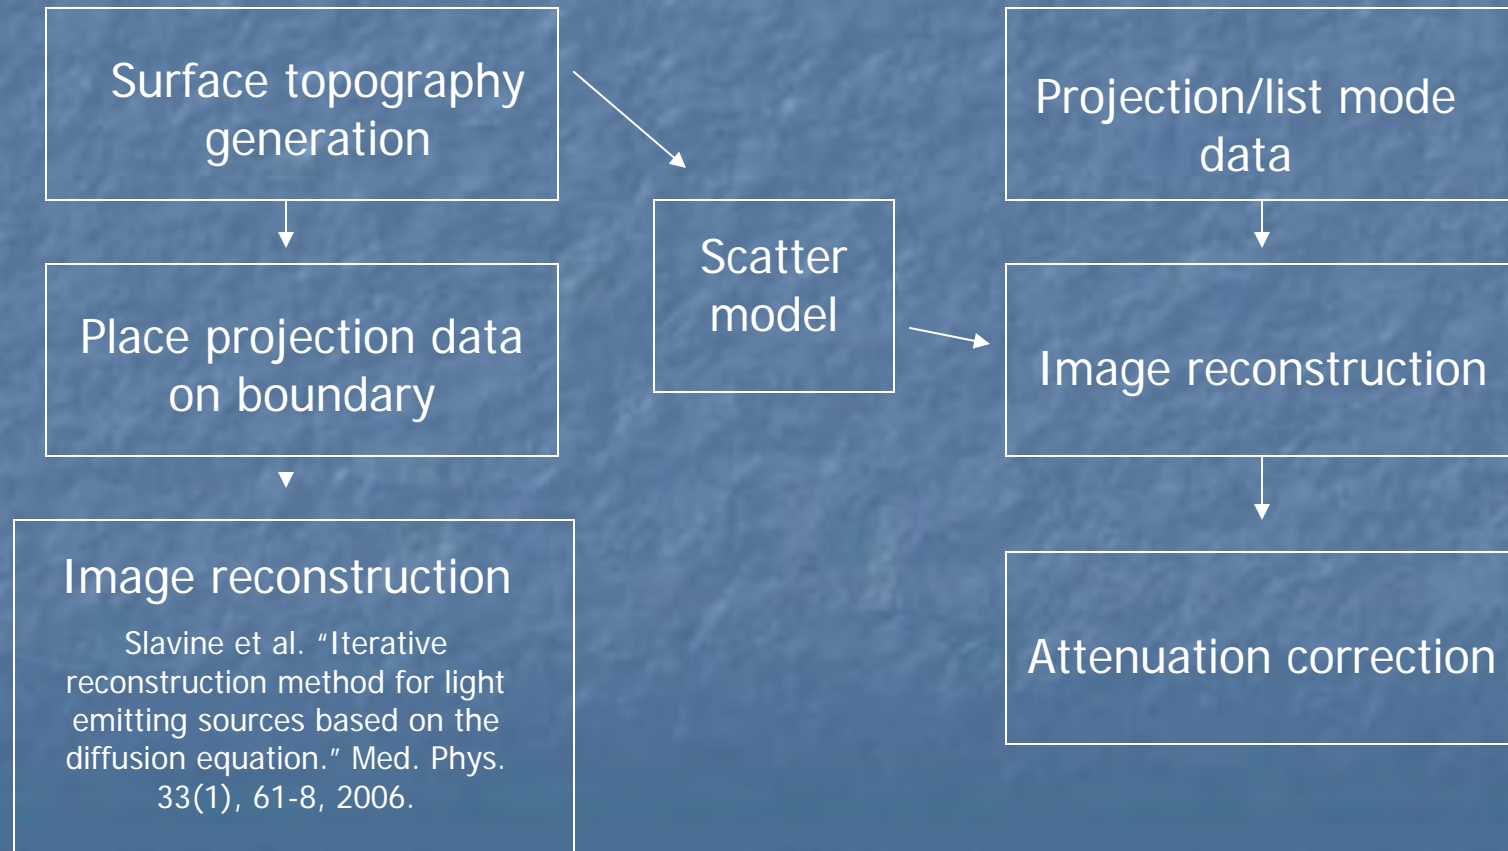 Surface topography
generation
Place projection data
on boundary
Image reconstruction
Slavine et al. “Iterative
reconstruction method for light
emitting sources based on the
diffusion equation.” Med. Phys.
33(1), 61-8, 2006.
Scatter
model
Projection/list mode
data
Image reconstruction
Attenuation correction